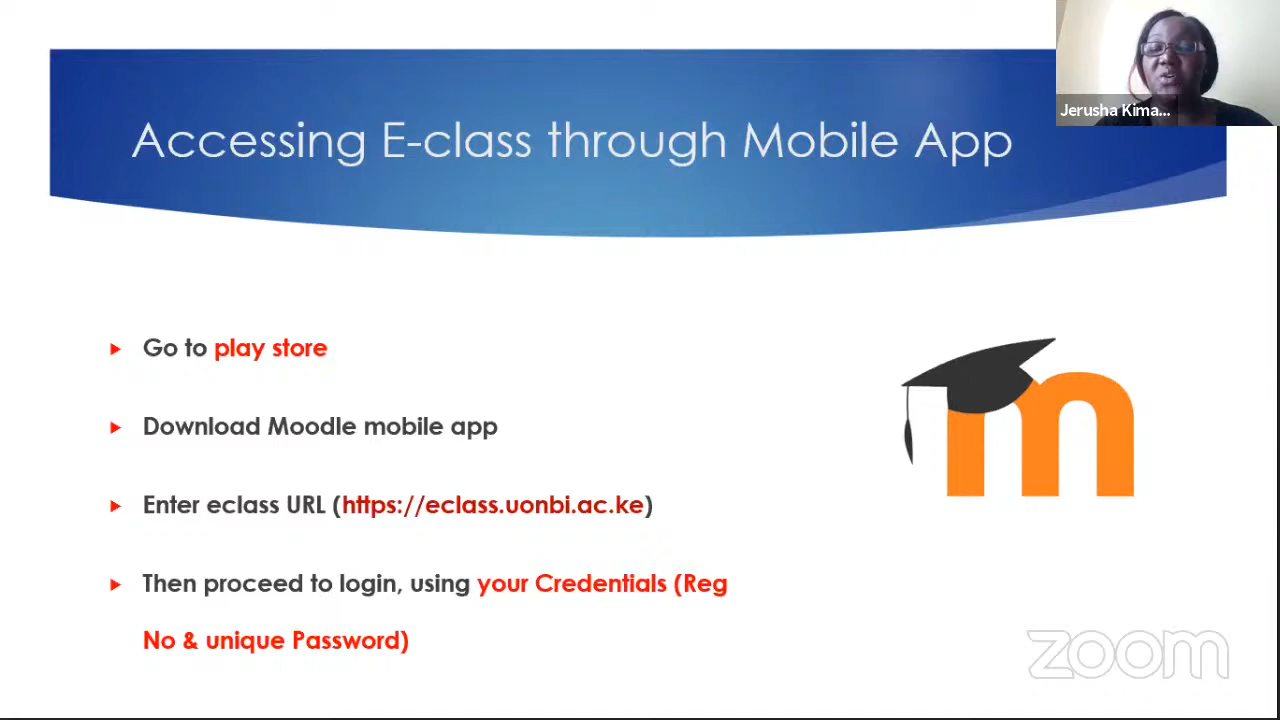 Jerusha Kima...
Accessing E-class through Mobile App
Go to play store
Download Moodle mobile app
Enter eclass URL (https://eclass.uonbi.ac.ke)
Then proceed to login, using your Credentials (Reg
No & unique Password)
m
zoom